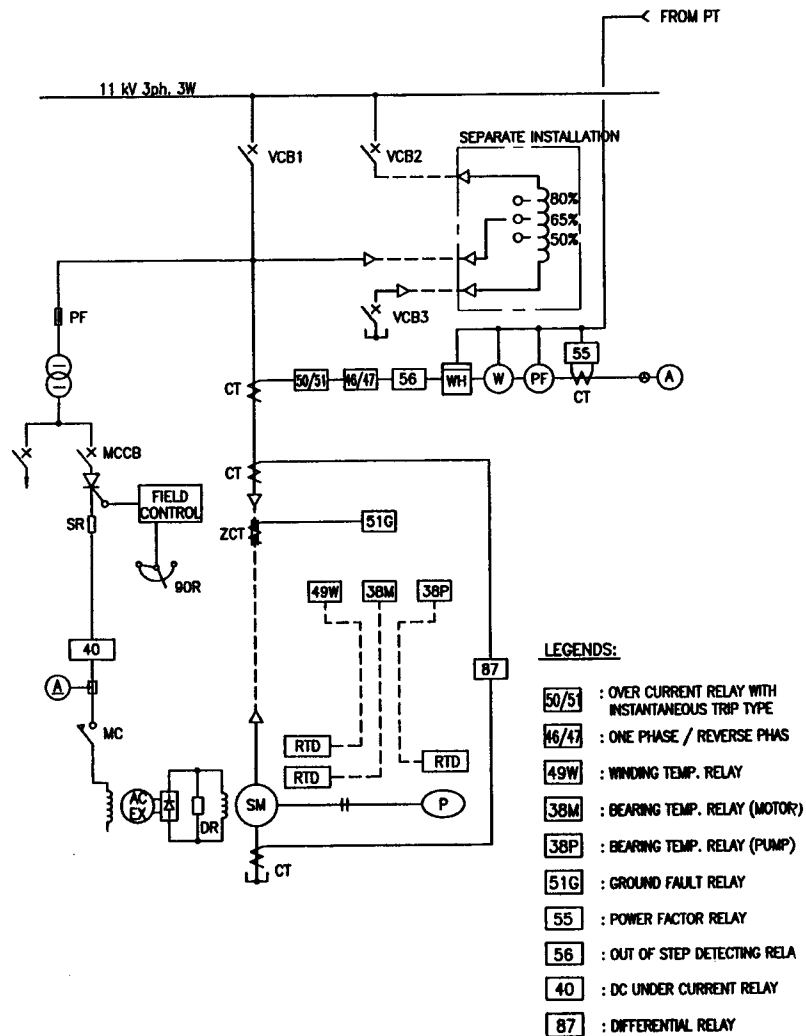 FROM PT
11 kV 3ph, 3W
SEPARATE INSTALLATION
VCB1
VCB2
80%
65%
50%
PF
VCB3
55
CT
50/51
46/47
56
WH
W
PF
A
CT
MCCB
CT
FIELD
CONTROL
SR
ZCT
51G
90R
49W
38M
38P
40
87
A
MC
RTD
RTD
RTD
AC
EX
DR
SM
P
CT
LEGENDS:
50/51 : OVER CURRENT RELAY WITH
INSTANTANEOUS TRIP TYPE
46/47 : ONE PHASE / REVERSE PHAS
49W : WINDING TEMP. RELAY
38M : BEARING TEMP. RELAY (MOTOR)
38P : BEARING TEMP. RELAY (PUMP)
51G : GROUND FAULT RELAY
55 : POWER FACTOR RELAY
56 : OUT OF STEP DETECTING RELA
40 : DC UNDER CURRENT RELAY
87 : DIFFERENTIAL RELAY